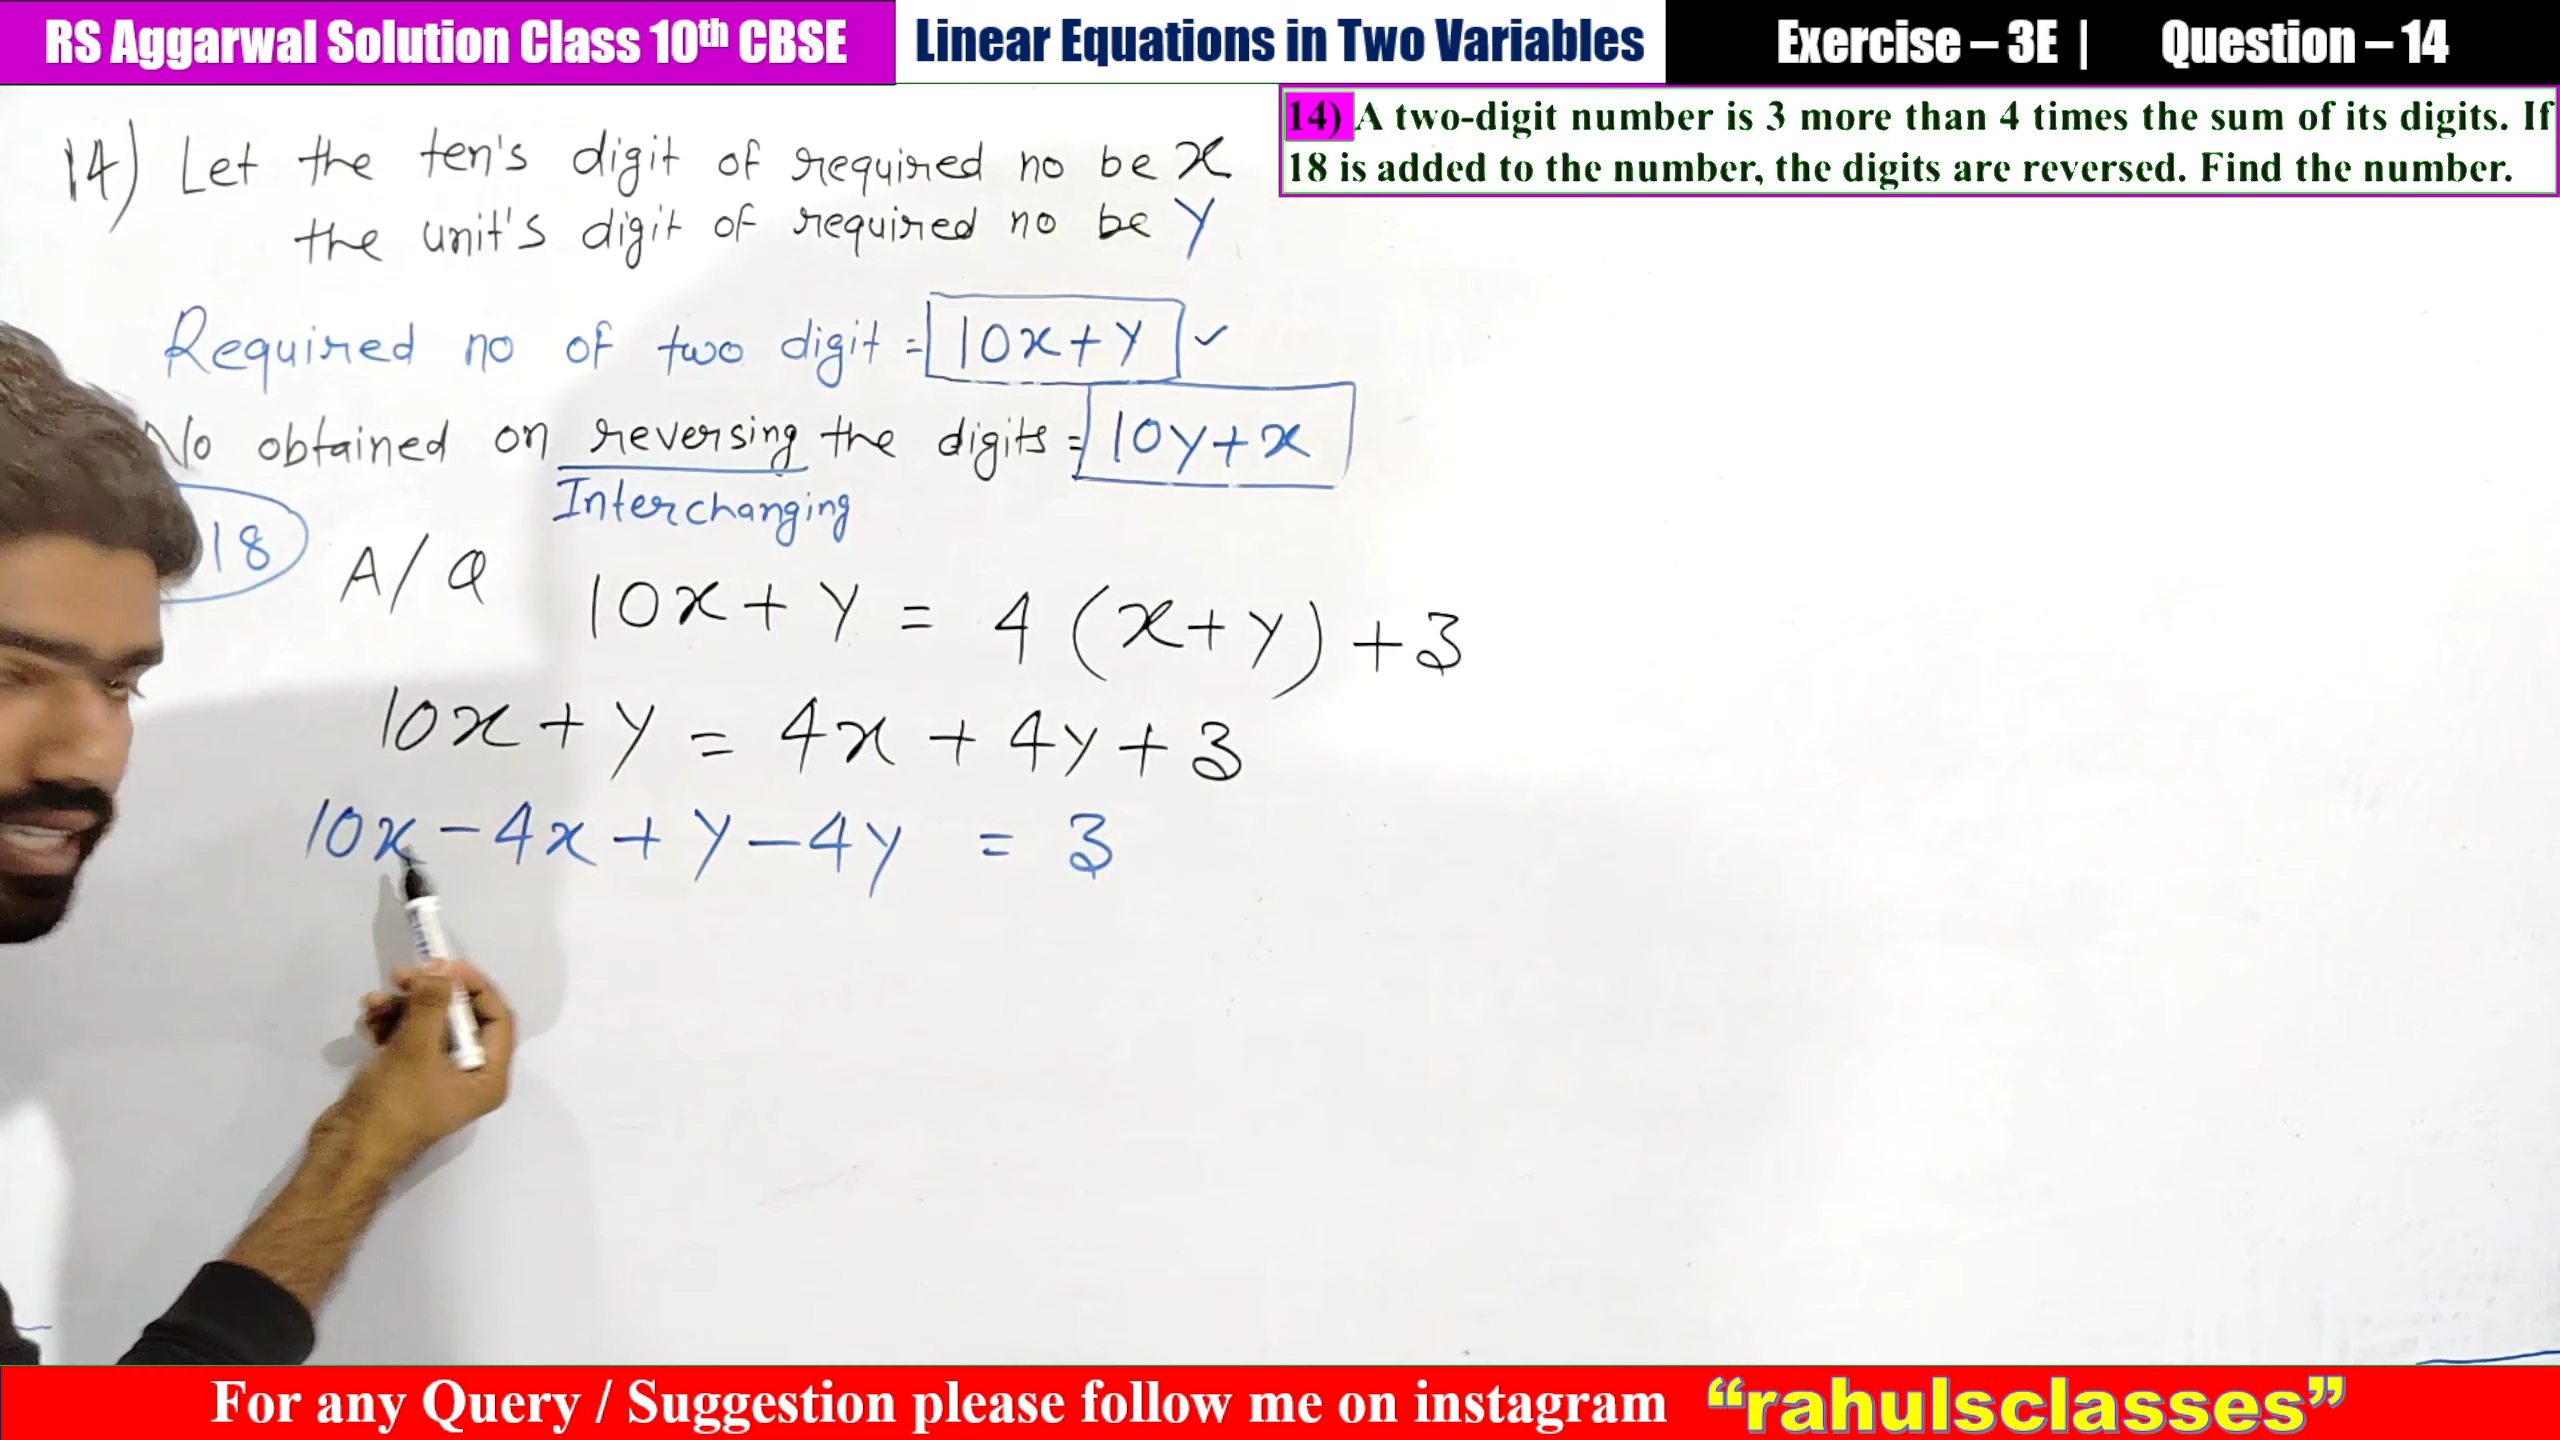 RS Aggarwal Solution Class 10th CBSE
Linear Equations in Two Variables
Exercise – 3E | Question – 14
14) A two-digit number is 3 more than 4 times the sum of its digits. If
18 is added to the number, the digits are reversed. Find the number.
14) Let the ten's digit of required no be x
the unit's digit of required no be y
Required no of two digit = 10x+y ✓
No obtained on reversing the digits = 10y+x
Interchanging
18
A/Q 10x+y = 4(x+y)+3
10x+y = 4x+4y+3
10x-4x+y-4y = 3
For any Query / Suggestion please follow me on instagram “rahulsclasses”